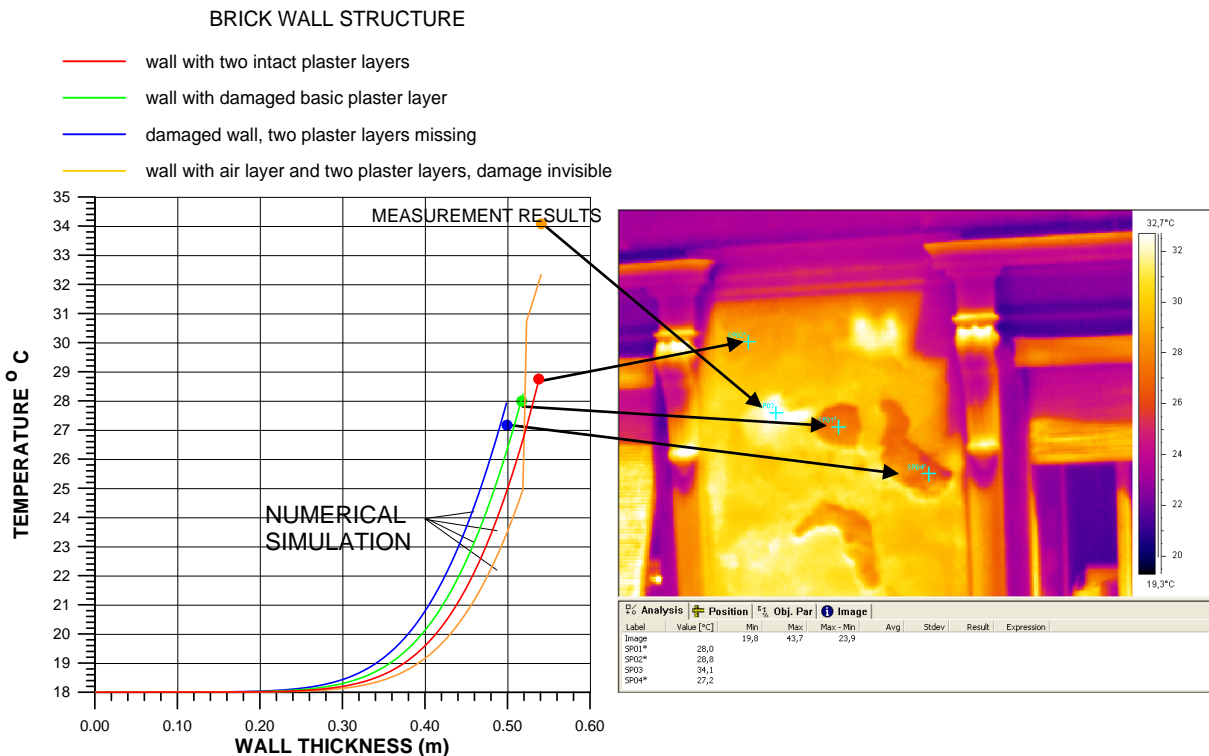 BRICK WALL STRUCTURE
wall with two intact plaster layers
wall with damaged basic plaster layer
damaged wall, two plaster layers missing
wall with air layer and two plaster layers, damage invisible
35
34
33
32
31
30
29
28
27
26
25
24
23
22
21
20
19
18
TEMPERATURE °C
MEASUREMENT RESULTS
NUMERICAL
SIMULATION
0.00 0.10 0.20 0.30 0.40 0.50 0.60
WALL THICKNESS (m)
32,7°C
32
30
28
26
24
22
20
19,3°C
Analysis Position Obj. Par Image
Label Value [°C] Min Max Max - Min Avg Stdev Result Expression
Image 19,8 43,7 23,9
SP01* 28,0
SP02* 28,8
SP03 34,1
SP04* 27,2